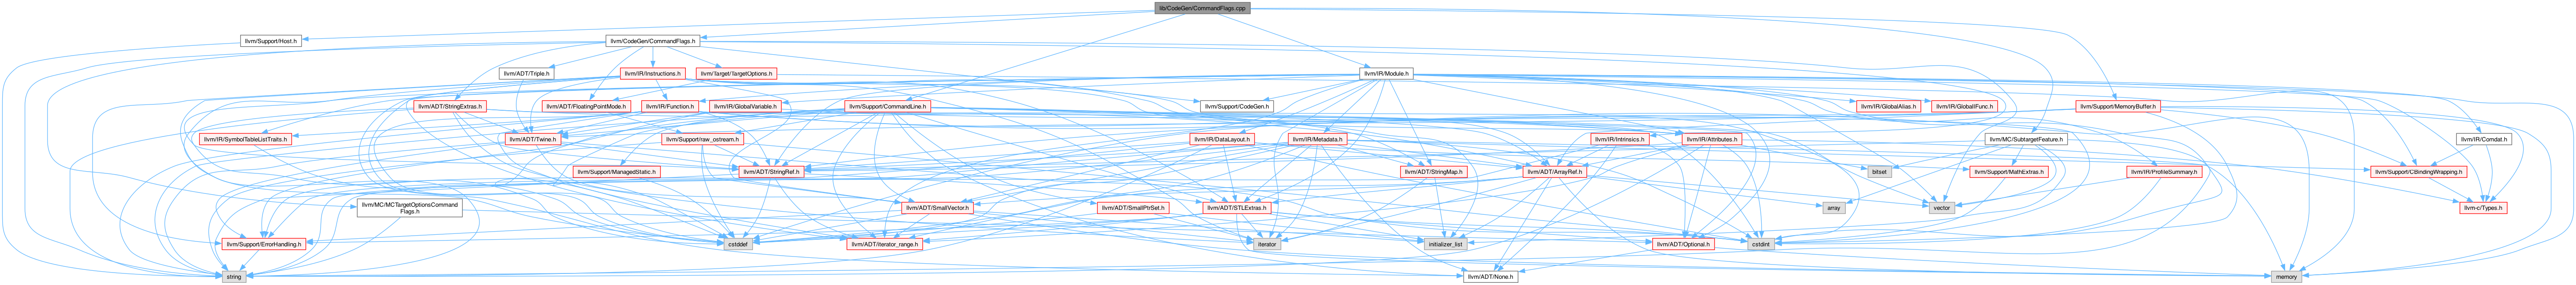 lib/CodeGen/CommandFlags.cpp
llvm/Support/Host.h
llvm/CodeGen/CommandFlags.h
llvm/ADT/Triple.h
llvm/IR/Instructions.h
llvm/Target/TargetOptions.h
llvm/IR/Module.h
llvm/ADT/StringExtras.h
llvm/ADT/FloatingPointMode.h
llvm/IR/Function.h
llvm/IR/GlobalVariable.h
llvm/Support/CommandLine.h
llvm/Support/CodeGen.h
llvm/IR/GlobalAlias.h
llvm/IR/GlobalIFunc.h
llvm/Support/MemoryBuffer.h
llvm/IR/SymbolTableListTraits.h
llvm/ADT/Twine.h
llvm/Support/raw_ostream.h
llvm/IR/DataLayout.h
llvm/IR/Metadata.h
llvm/IR/Intrinsics.h
llvm/IR/Attributes.h
llvm/MC/SubtargetFeature.h
llvm/IR/Comdat.h
llvm/Support/ManagedStatic.h
llvm/ADT/StringRef.h
llvm/ADT/StringMap.h
llvm/ADT/ArrayRef.h
bitset
llvm/Support/MathExtras.h
llvm/IR/ProfileSummary.h
llvm/Support/CBindingWrapping.h
llvm/MC/MCTargetOptionsCommand
Flags.h
llvm/ADT/SmallVector.h
llvm/ADT/SmallPtrSet.h
llvm/ADT/STLExtras.h
array
vector
llvm-c/Types.h
llvm/Support/ErrorHandling.h
cstddef
llvm/ADT/iterator_range.h
iterator
initializer_list
llvm/ADT/Optional.h
cstdint
string
llvm/ADT/None.h
memory